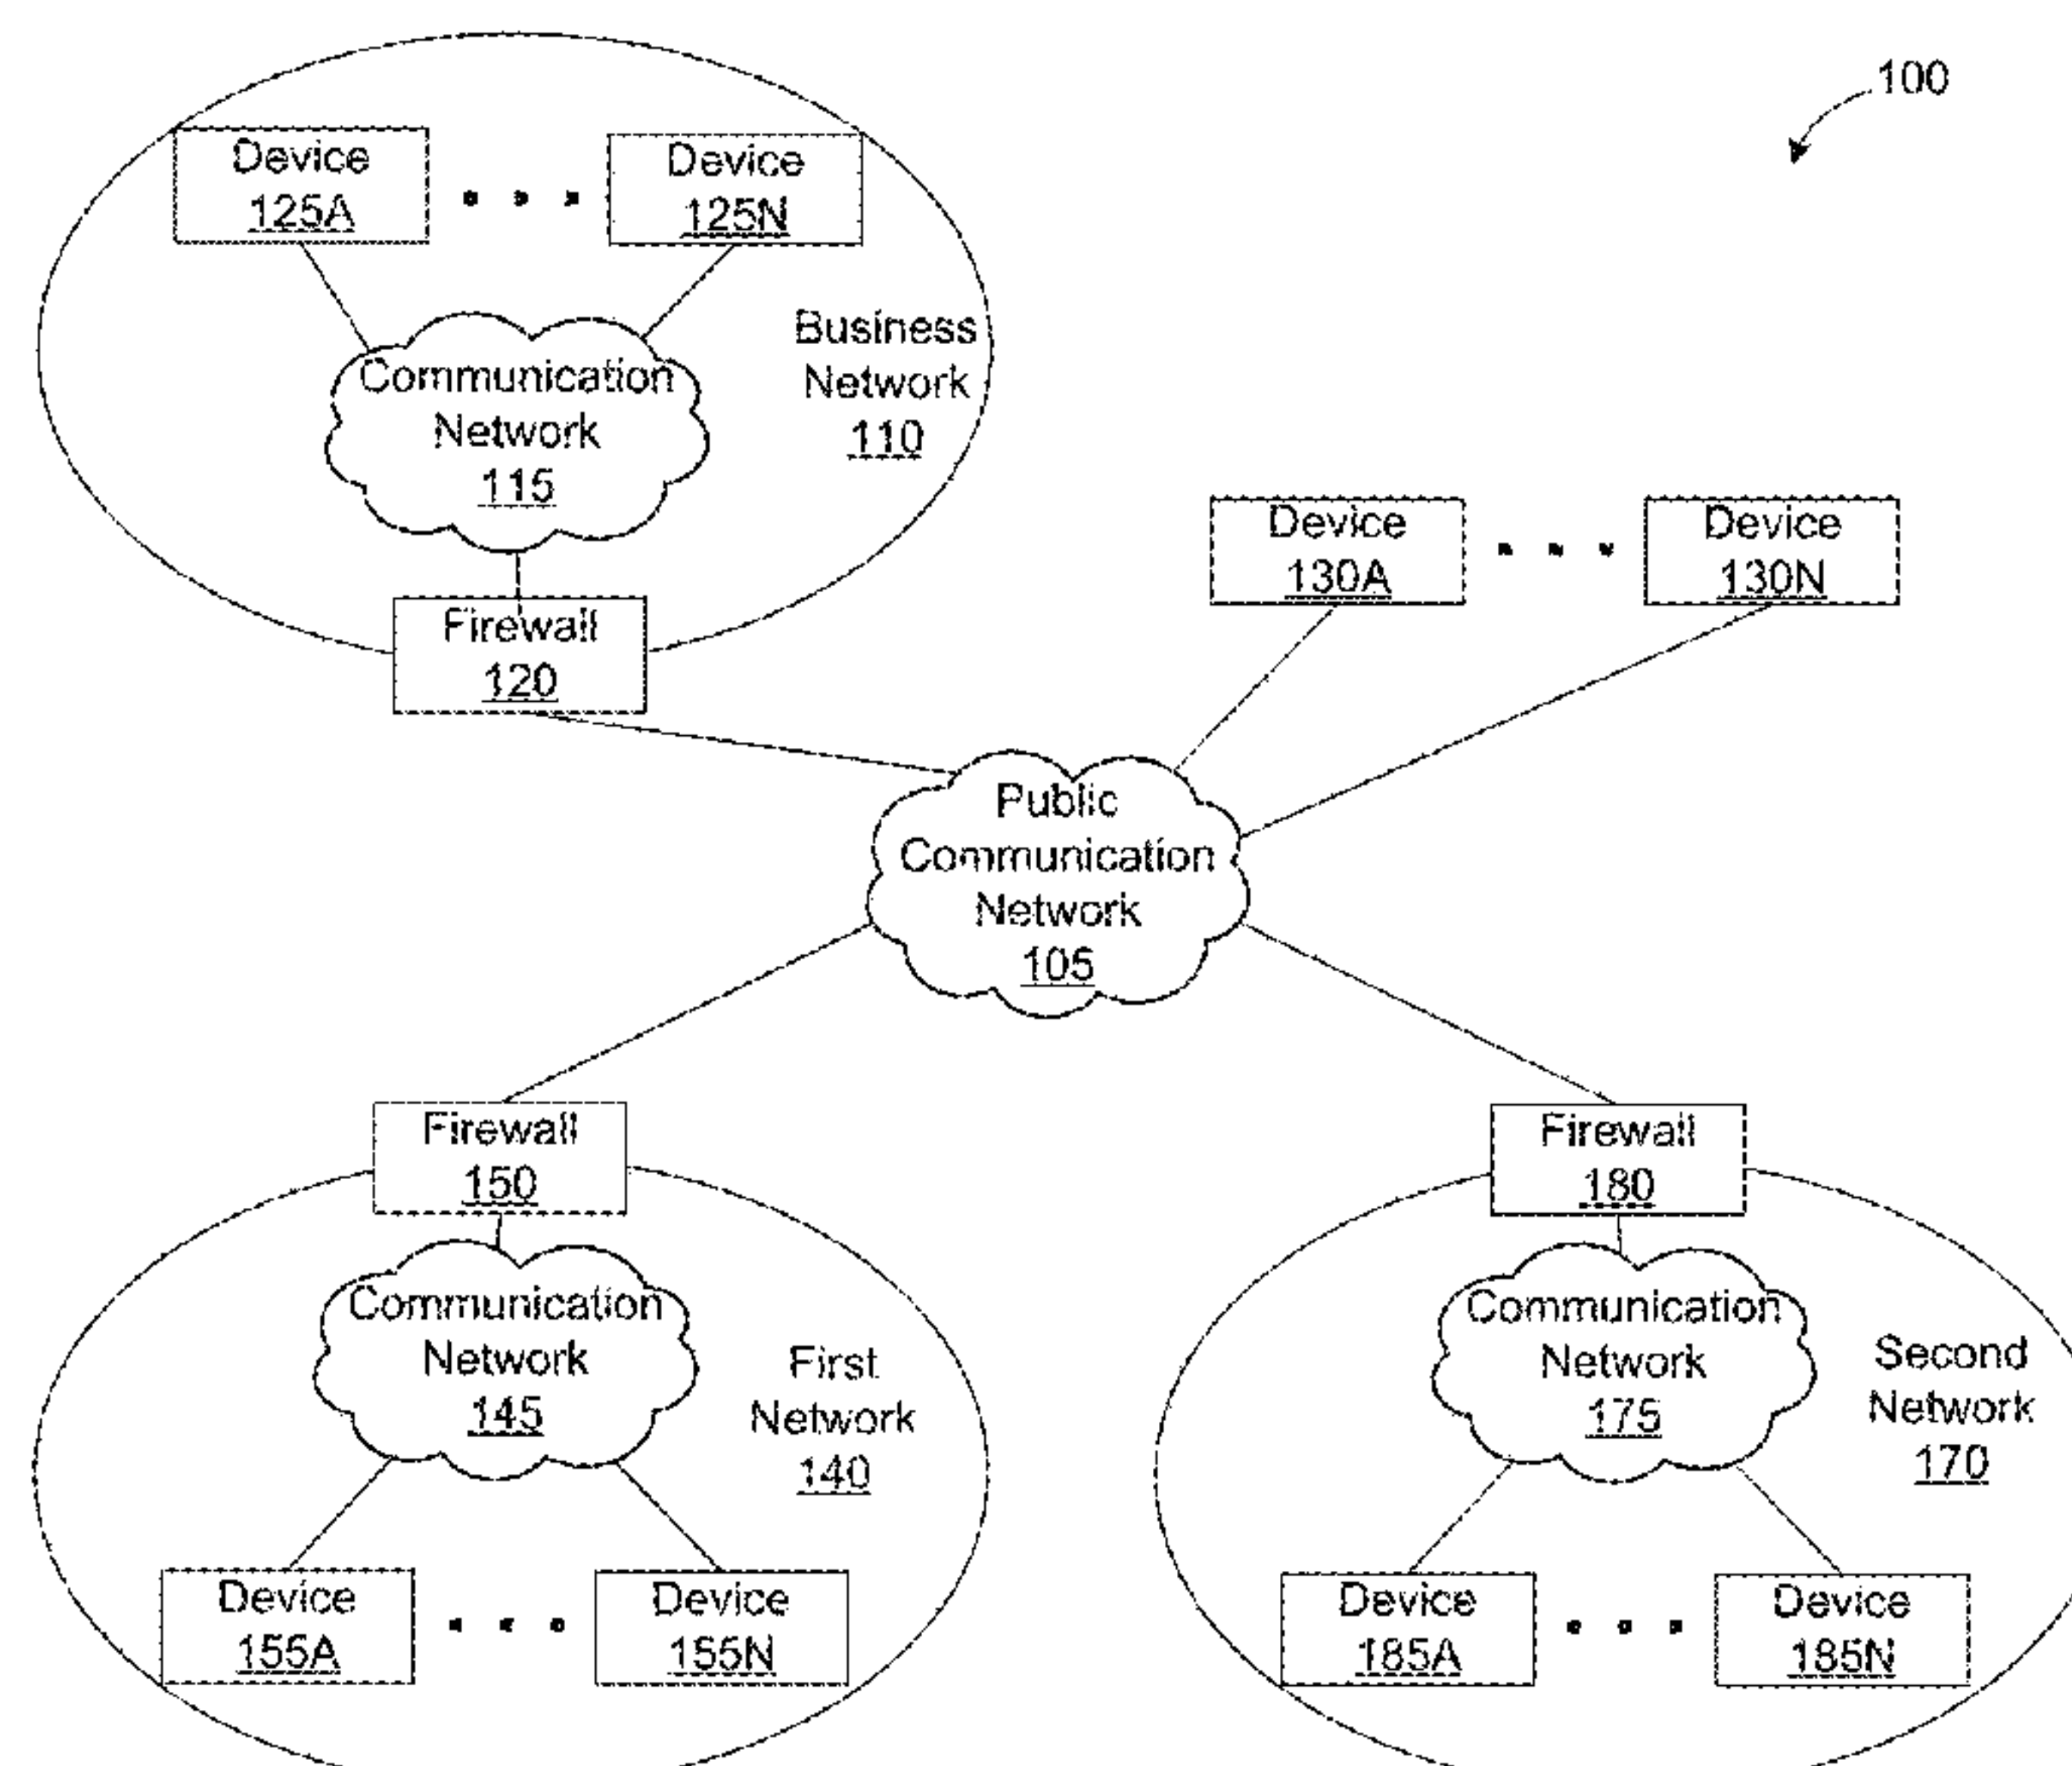 100
Device
125A
Device
125N
Business
Network
110
Communication
Network
115
Firewall
120
Device
130A
Device
130N
Public
Communication
Network
105
Firewall
150
Firewall
180
Communication
Network
145
First
Network
140
Communication
Network
175
Second
Network
170
Device
155A
Device
155N
Device
185A
Device
185N